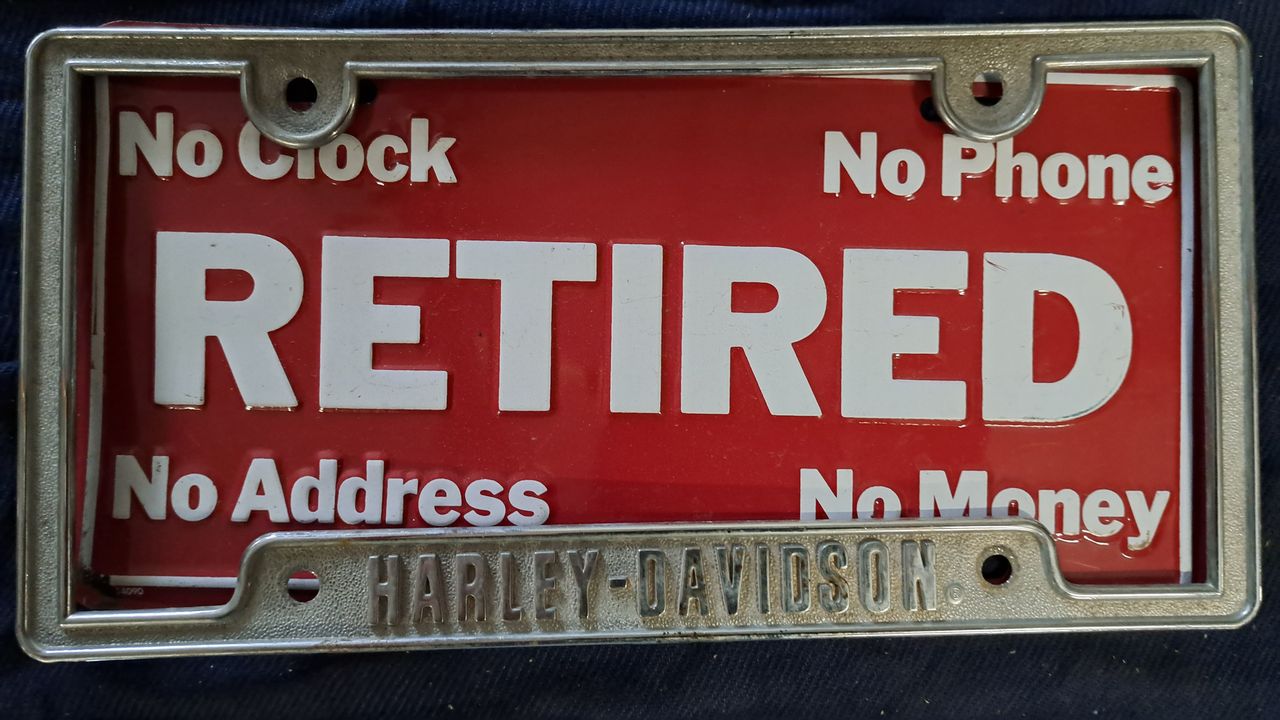 No Clock No Phone
RETIRED
No Address No Money
HARLEY-DAVIDSON